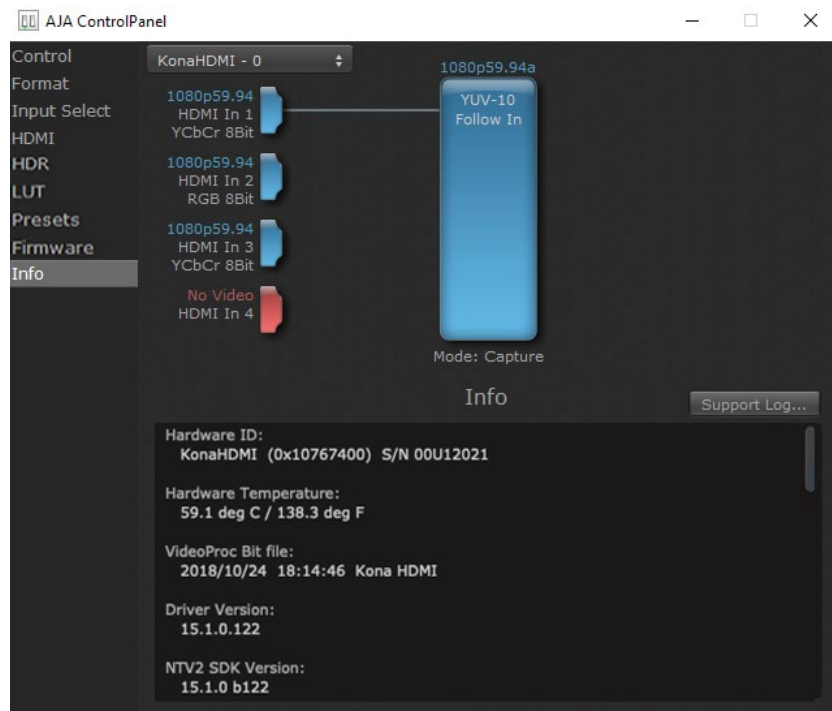 AJA ControlPanel
Control
Format
Input Select
HDMI
HDR
LUT
Presets
Firmware
Info
KonaHDMI - 0
1080p59.94
HDMI In 1
YCbCr 8Bit
1080p59.94
HDMI In 2
RGB 8Bit
1080p59.94
HDMI In 3
YCbCr 8Bit
No Video
HDMI In 4
1080p59.94a
YUV-10
Follow In
Mode: Capture
Info
Support Log...
Hardware ID:
KonaHDMI (0x10767400) S/N 00U12021
Hardware Temperature:
59.1 deg C / 138.3 deg F
VideoProc Bit file:
2018/10/24 18:14:46 Kona HDMI
Driver Version:
15.1.0.122
NTV2 SDK Version:
15.1.0 b122